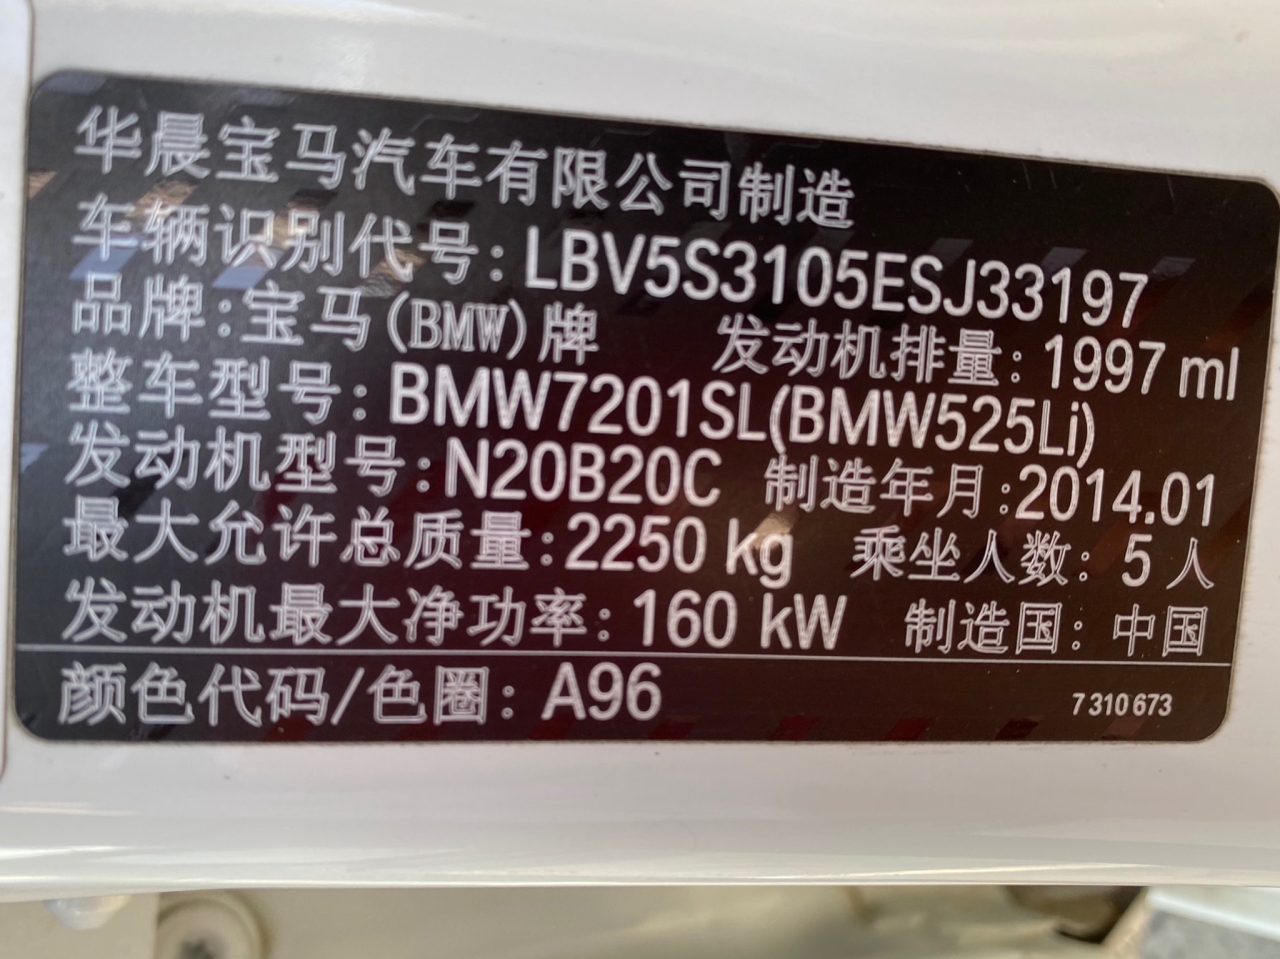 华晨宝马汽车有限公司制造
车辆识别代号:LBV5S3105ESJ33197
品牌:宝马(BMW)牌 发动机排量:1997 ml
整车型号:BMW7201SL(BMW525Li)
发动机型号:N20B20C 制造年月:2014.01
最大允许总质量:2250 kg 乘坐人数: 5 人
发动机最大净功率:160 kW 制造国: 中国
颜色代码/色圈: A96 7 310 673